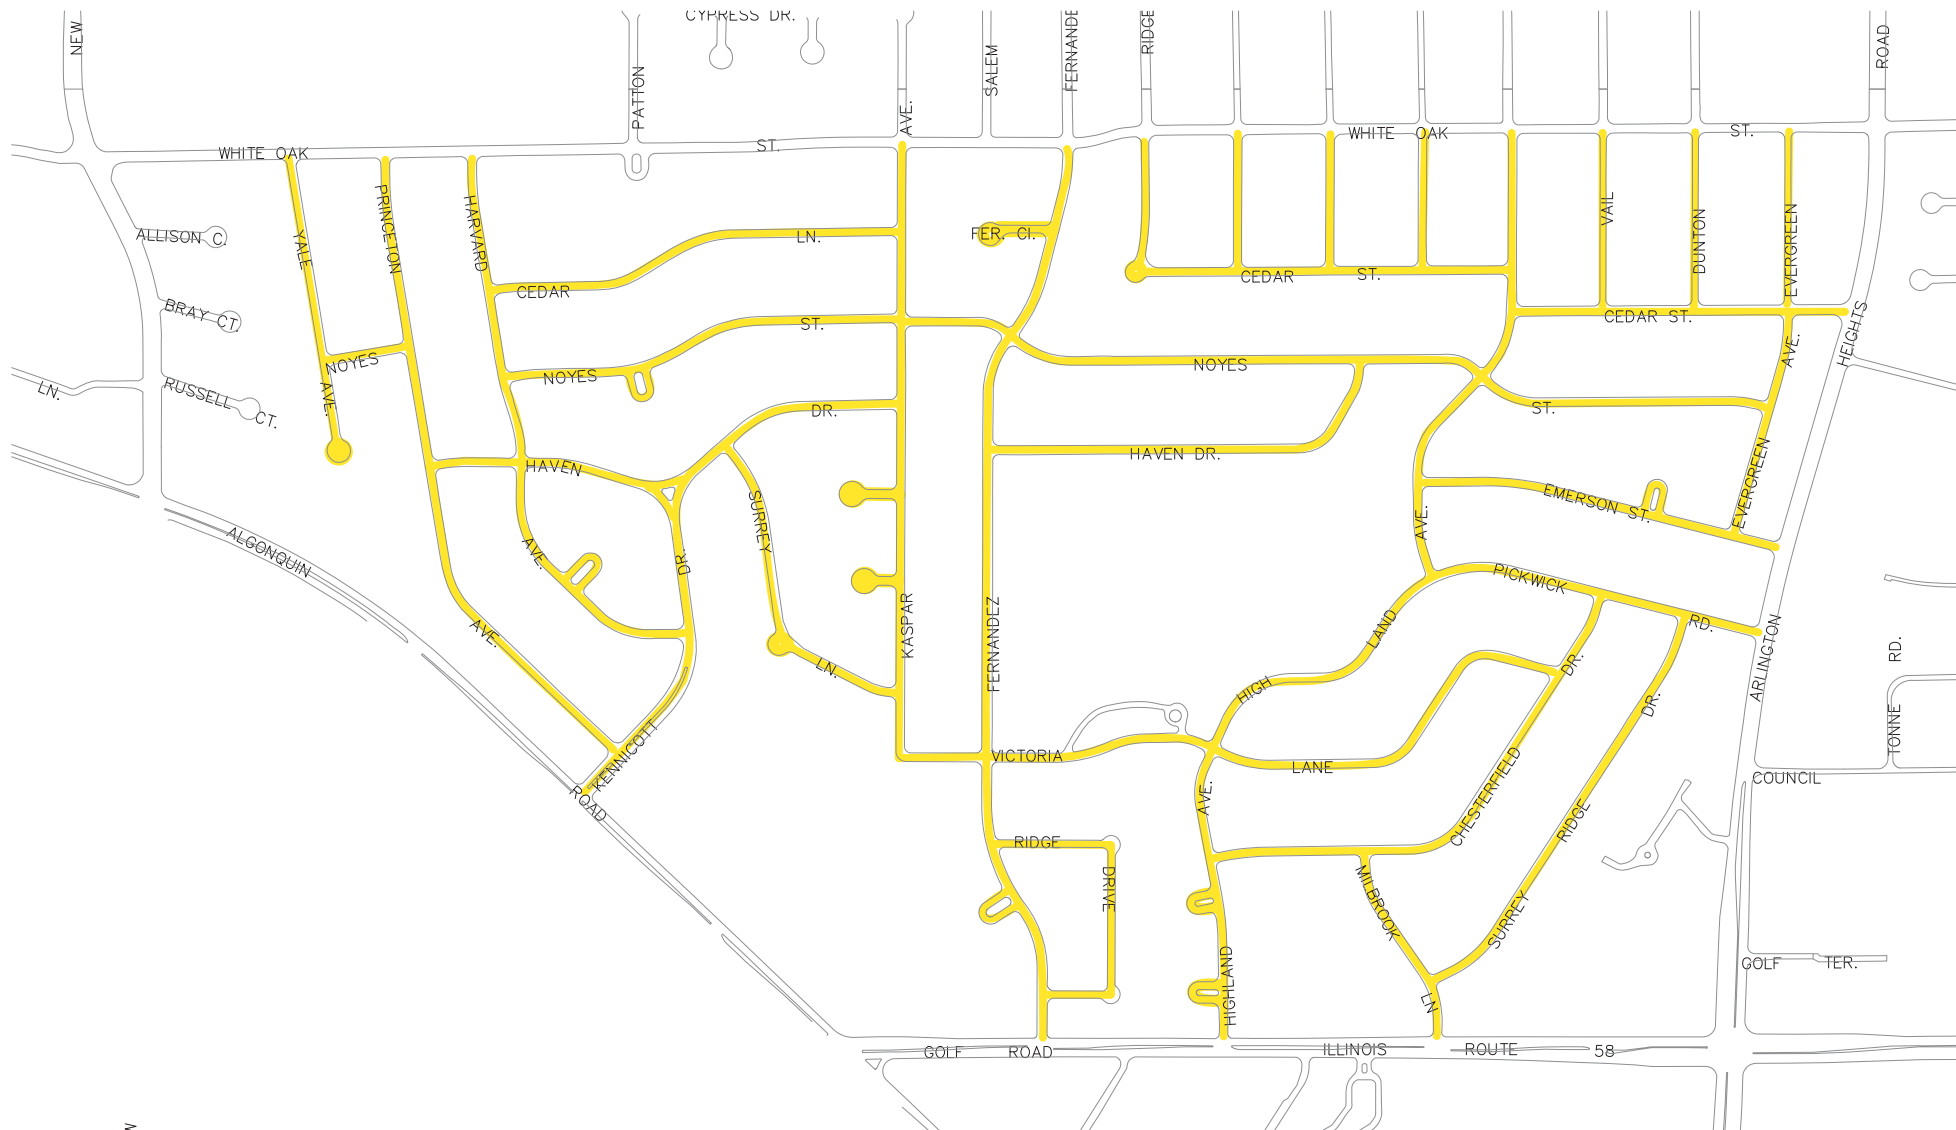 CYPRESS DR.
NEW
PATTON
AVE.
SALEM
RIDGE
ROAD
WHITE OAK
ST.
WHITE OAK
ST.
ALLISON C.
YALE
PRINCETON
HARVARD
LN.
FER. CI.
VAIL
DUNTON
EVERGREEN
CEDAR
CEDAR
ST.
BRAY CT.
ST.
CEDAR ST.
HEIGHTS
NOYES
NOYES
NOYES
AVE.
LN.
RUSSELL
CT.
AVE.
DR.
ST.
HAVEN
HAVEN DR.
EVERGREEN
SURREY
EMERSON ST.
AVE.
ALGONQUIN
AVE.
DR.
PICKWICK
KASPAR
FERNANDEZ
LAND
RD.
ARLINGTON
RD.
AVE.
LN.
HIGH
DR.
DR.
TONNE
KENNICOTT
VICTORIA
LANE
CHESTERFIELD
COUNCIL
ROAD
AVE.
RIDGE
RIDGE
DRIVE
MILBROOK
SURREY
HIGHLAND
LN
GOLF
TER.
GOLF
ROAD
ILLINOIS
ROUTE
58